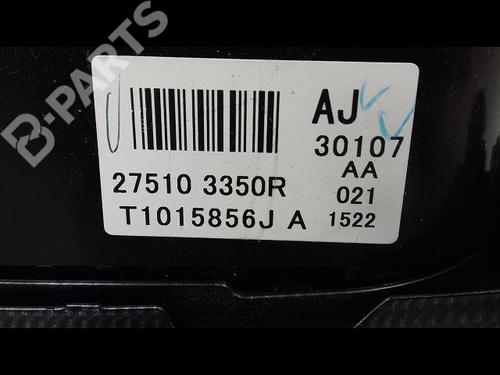 B-PARTS
AJ
30107
AA
27510 3350R
021
T1015856J A
1522